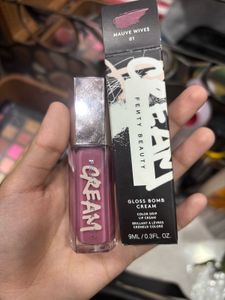 MAUVE WIVES
01
CREAM
FENTY BEAUTY
GLOSS BOMB
CREAM
COLOR DRIP
LIP CREAM
BRILLANT À LÈVRES
CRÉMEUX COLORÉ
9ML / 0.3FL. OZ.
CREAM